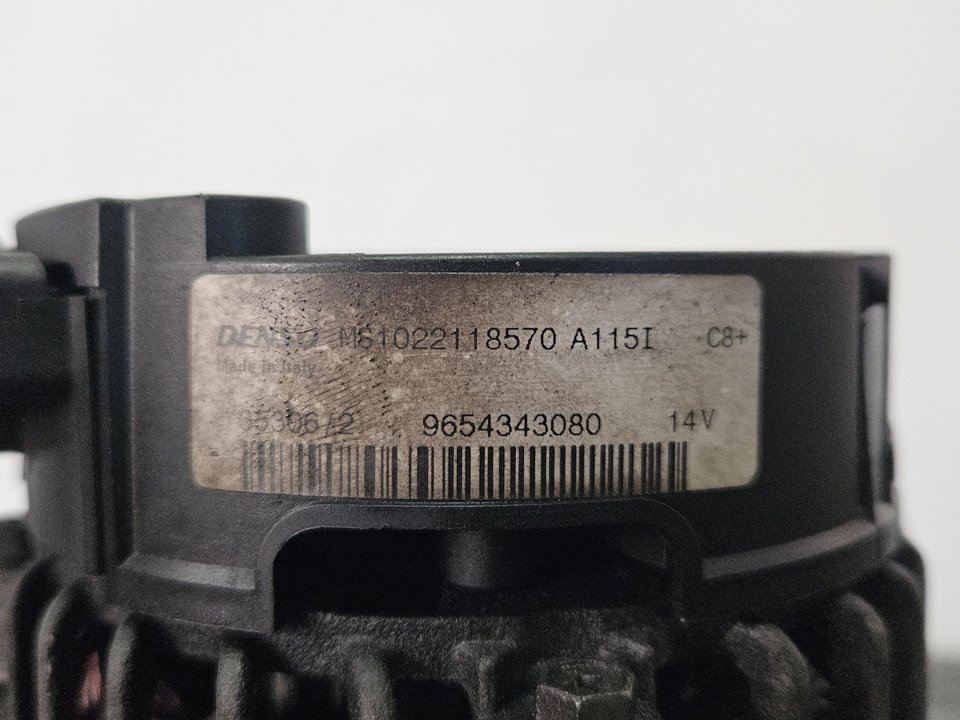 DENSO MS1022118570 A115I C8+
Made in Italy
9654343080 14V